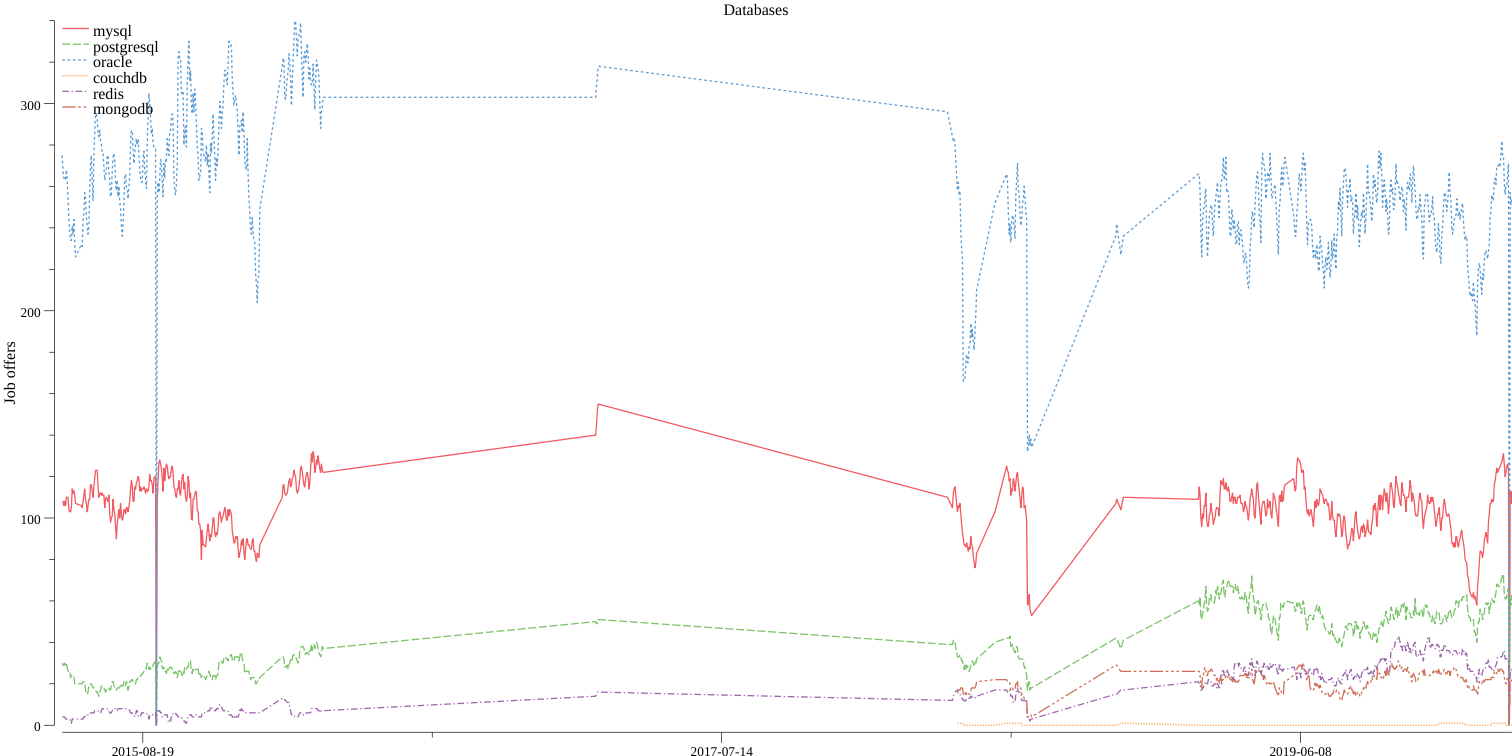 Databases
mysql
postgresql
oracle
couchdb
redis
mongodb
300
200
100
0
Job offers
2015-08-19
2017-07-14
2019-06-08